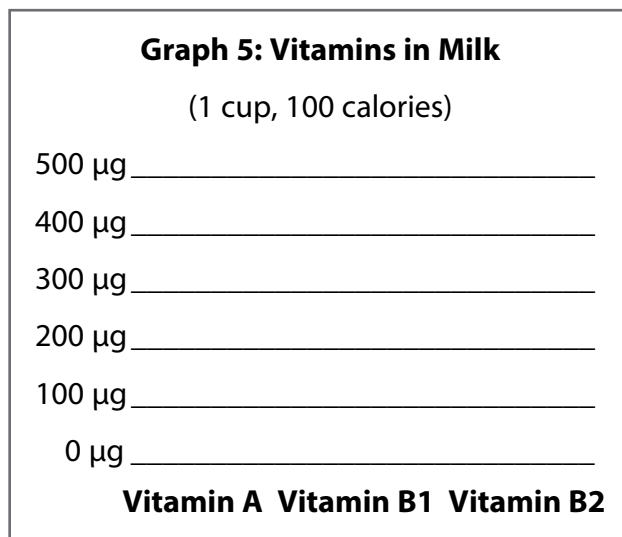 Graph 5: Vitamins in Milk
(1 cup, 100 calories)
500 µg
400 µg
300 µg
200 µg
100 µg
0 µg
Vitamin A Vitamin B1 Vitamin B2